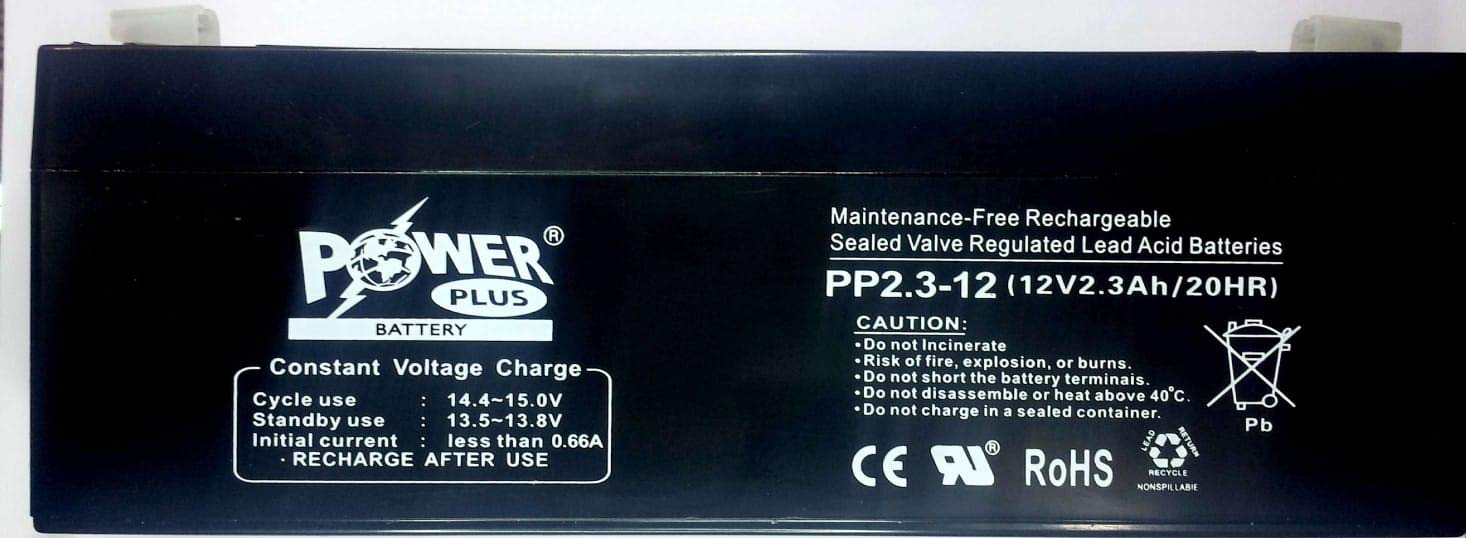 POWER®
PLUS
BATTERY
Constant Voltage Charge
Cycle use : 14.4~15.0V
Standby use : 13.5~13.8V
Initial current : less than 0.66A
· RECHARGE AFTER USE
Maintenance-Free Rechargeable
Sealed Valve Regulated Lead Acid Batteries
PP2.3-12 (12V2.3Ah/20HR)
CAUTION:
•Do not Incinerate
•Risk of fire, explosion, or burns.
•Do not short the battery terminais.
•Do not disassemble or heat above 40°C.
•Do not charge in a sealed container.
Pb
CE RU® RoHS
LEAD RETURN
RECYCLE
NONSPILLABIE